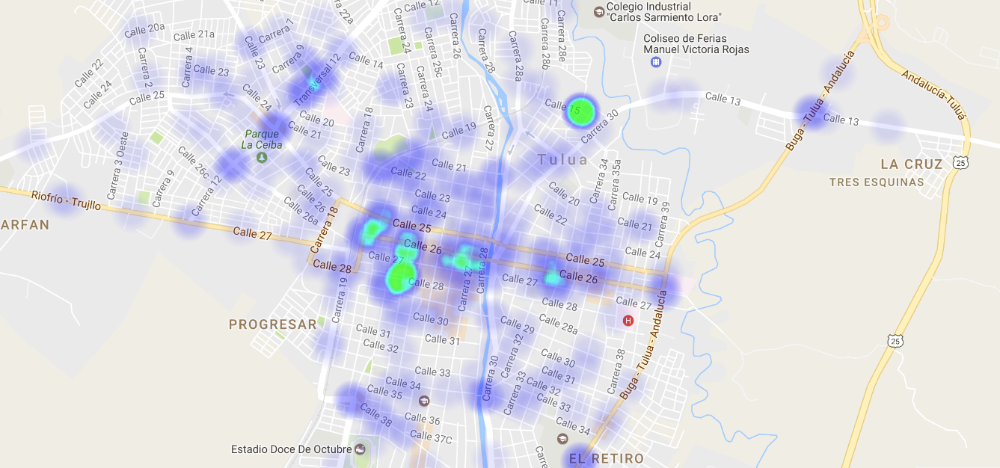 Colegio Industrial
"Carlos Sarmiento Lora"
Coliseo de Ferias
Manuel Victoria Rojas
Calle 12
Calle 11
Carrera 22a
Carrera 26
Carrera 28
Carrera 28a
Carrera 28b
Carrera 28e
Calle 20a
Calle 21a
Carrera 1
Carrera 9
Calle 23
Carrera 4
Carrera 2
Calle 22
Calle 24
Calle 25
Calle 23
Calle 14
Transversal 12
Carrera 24
Carrera 25c
Carrera 23
Carrera 24
Calle 24
Calle 20
Calle 21
Carrera 18
Calle 19
Carrera 27
Calle 15
Carrera 30
Calle 13
Calle 13
Buga - Tulua - Andalucía
Andalucía-Tuluá
Parque
La Ceiba
Tulua
LA CRUZ
25
TRES ESQUINAS
Carrera 3 Oeste
Carrera 9
Calle 26c
Carrera 12
Calle 23
Calle 25
Calle 26
Calle 26a
Calle 21
Calle 22
Calle 23
Calle 24
Calle 20
Calle 22
Carrera 34
Carrera 35a
Calle 19
Calle 21
Carrera 39
Calle 24
Riofrío - Trujllo
ARFAN
Calle 27
Carrera 18
Calle 28
Calle 25
Calle 26
Calle 27
Calle 28
Carrera 27
Carrera 28
Calle 25
Calle 26
Calle 27
Calle 28
Calle 28a
Calle 27
H
Carrera 19
PROGRESAR
Calle 30
Calle 31
Calle 31
Calle 32
Calle 29
Carrera 32
Calle 30
Calle 31
Calle 32
Calle 33
Calle 34
Carrera 38
Buga - Tulua - Andalucía
25
Calle 33
Calle 34
Calle 35
Calle 36
Calle 38
Calle 37C
Carrera 30
Carrera 33
Estadio Doce De Octubre
EL RETIRO